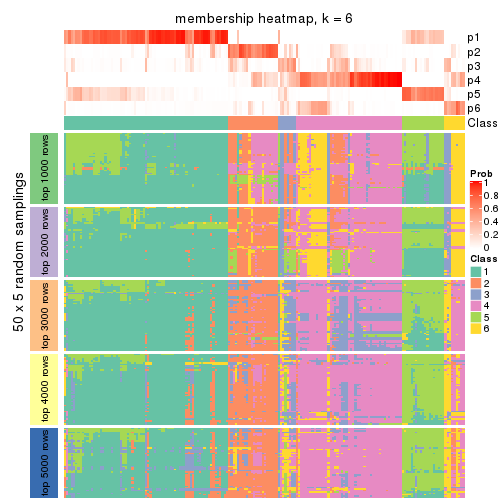 membership heatmap, k = 6
p1
p2
p3
p4
p5
p6
Class
50 x 5 random samplings
top 1000 rows
top 2000 rows
top 3000 rows
top 4000 rows
top 5000 rows
Prob
1
0.8
0.6
0.4
0.2
0
Class
1
2
3
4
5
6